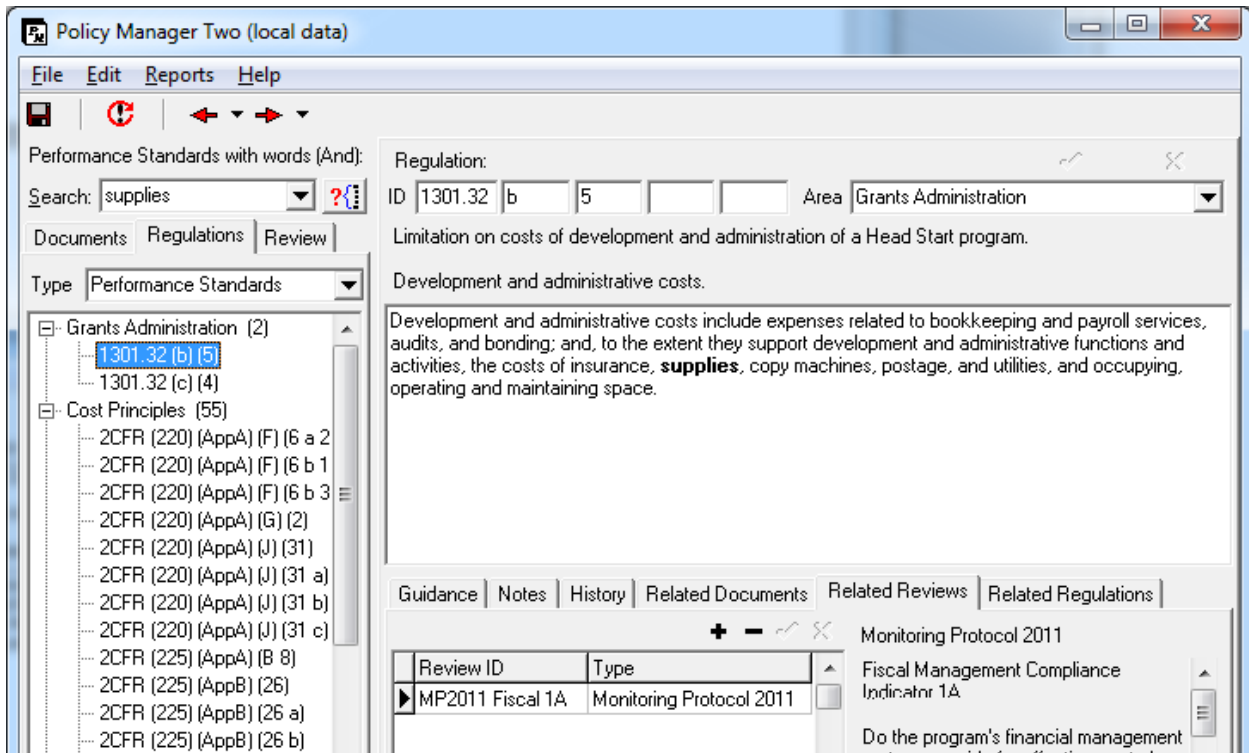 Policy Manager Two (local data)
File Edit Reports Help
Performance Standards with words (And):
Search: supplies
Documents Regulations Review
Type Performance Standards
Grants Administration (2)
1301.32 (b) (5)
1301.32 (c) (4)
Cost Principles (55)
2CFR (220) (AppA) (F) (6 a 2
2CFR (220) (AppA) (F) (6 b 1
2CFR (220) (AppA) (F) (6 b 3
2CFR (220) (AppA) (G) (2)
2CFR (220) (AppA) (J) (31)
2CFR (220) (AppA) (J) (31 a)
2CFR (220) (AppA) (J) (31 b)
2CFR (220) (AppA) (J) (31 c)
2CFR (225) (AppA) (B 8)
2CFR (225) (AppB) (26)
2CFR (225) (AppB) (26 a)
2CFR (225) (AppB) (26 b)
Regulation:
ID 1301.32 b 5 Area Grants Administration
Limitation on costs of development and administration of a Head Start program.
Development and administrative costs.
Development and administrative costs include expenses related to bookkeeping and payroll services,
audits, and bonding; and, to the extent they support development and administrative functions and
activities, the costs of insurance, supplies, copy machines, postage, and utilities, and occupying,
operating and maintaining space.
Guidance Notes History Related Documents Related Reviews Related Regulations
Review ID Type
MP2011 Fiscal 1A Monitoring Protocol 2011
Monitoring Protocol 2011
Fiscal Management Compliance
Indicator 1A
Do the program's financial management